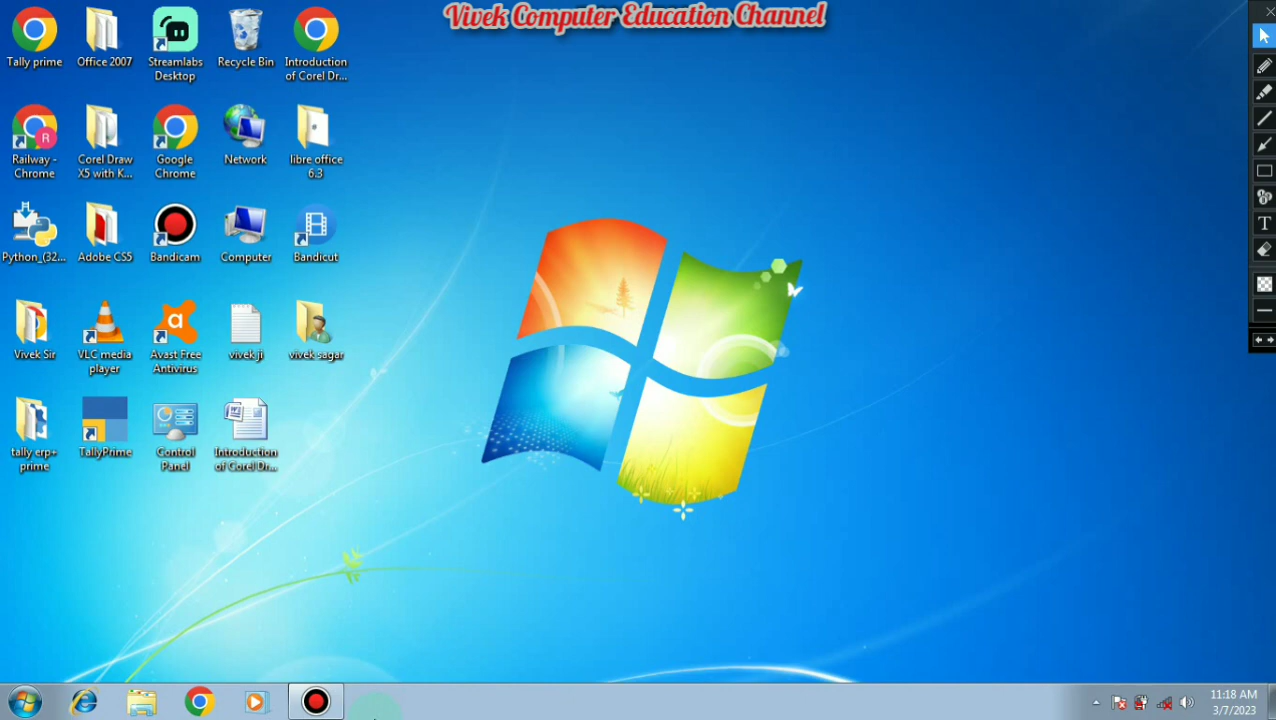 Vivek Computer Education Channel
Tally prime
Office 2007
Streamlabs
Desktop
Recycle Bin
Introduction
of Corel Dr...
Railway -
Chrome
Corel Draw
X5 with K...
Google
Chrome
Network
libre office
6.3
Python_(32...
Adobe CS5
Bandicam
Computer
Bandicut
Vivek Sir
VLC media
player
Avast Free
Antivirus
vivek ji
vivek sagar
tally erp+
prime
TallyPrime
Control
Panel
Introduction
of Corel Dr...
11:18 AM
3/7/2023